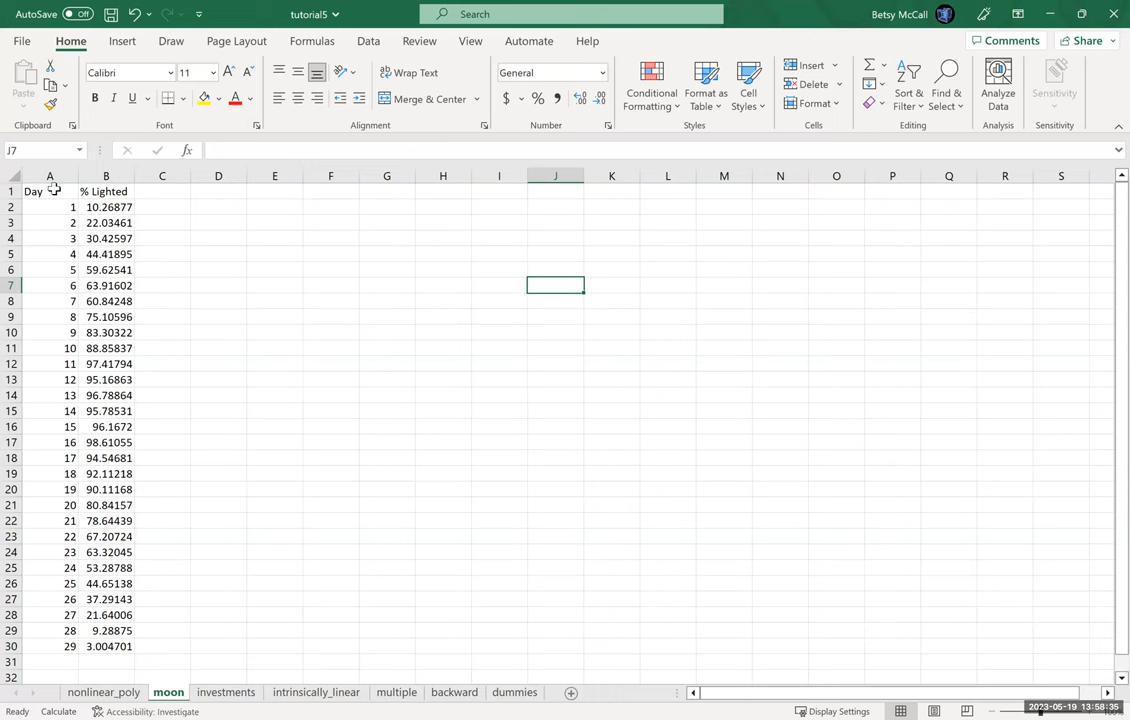 AutoSave Off tutorial5 Search Betsy McCall
File Home Insert Draw Page Layout Formulas Data Review View Automate Help Comments Share
Paste Calibri 11 A A Wrap Text General Conditional Formatting Format as Table Cell Styles Insert Delete Format Sort & Filter Find & Select Analyze Data Sensitivity
B I U A Merge & Center $ % 9
Clipboard Font Alignment Number Styles Cells Editing Analysis Sensitivity
J7 fx
A B C D E F G H I J K L M N O P Q R S
1 Day % Lighted
2 1 10.26877
3 2 22.03461
4 3 30.42597
5 4 44.41895
6 5 59.62541
7 6 63.91602
8 7 60.84248
9 8 75.10596
10 9 83.30322
11 10 88.85837
12 11 97.41794
13 12 95.16863
14 13 96.78864
15 14 95.78531
16 15 96.1672
17 16 98.61055
18 17 94.54681
19 18 92.11218
20 19 90.11168
21 20 80.84157
22 21 78.64439
23 22 67.20724
24 23 63.32045
25 24 53.28788
26 25 44.65138
27 26 37.29143
28 27 21.64006
29 28 9.28875
30 29 3.004701
31
32
nonlinear_poly moon investments intrinsically_linear multiple backward dummies
Ready Calculate Accessibility: Investigate Display Settings
2023-05-19 13:58:35